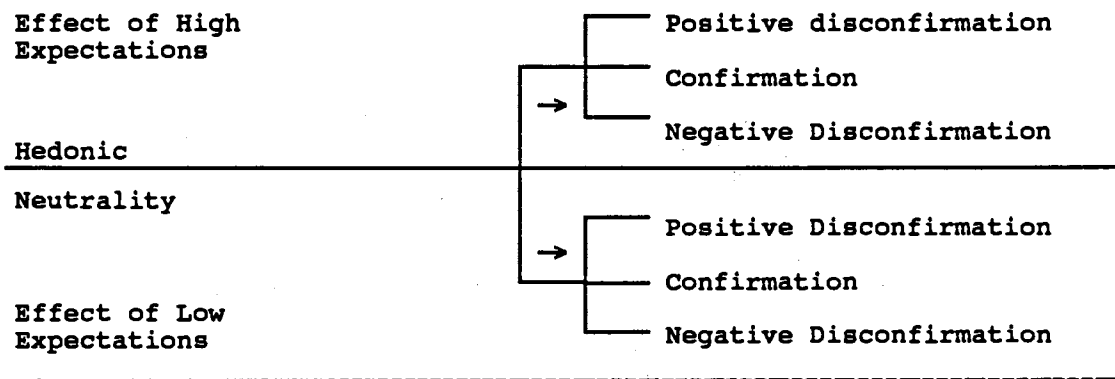 Effect of High
Expectations
Positive disconfirmation
Confirmation
→
Negative Disconfirmation
Hedonic
Neutrality
Positive Disconfirmation
→
Confirmation
Effect of Low
Expectations
Negative Disconfirmation